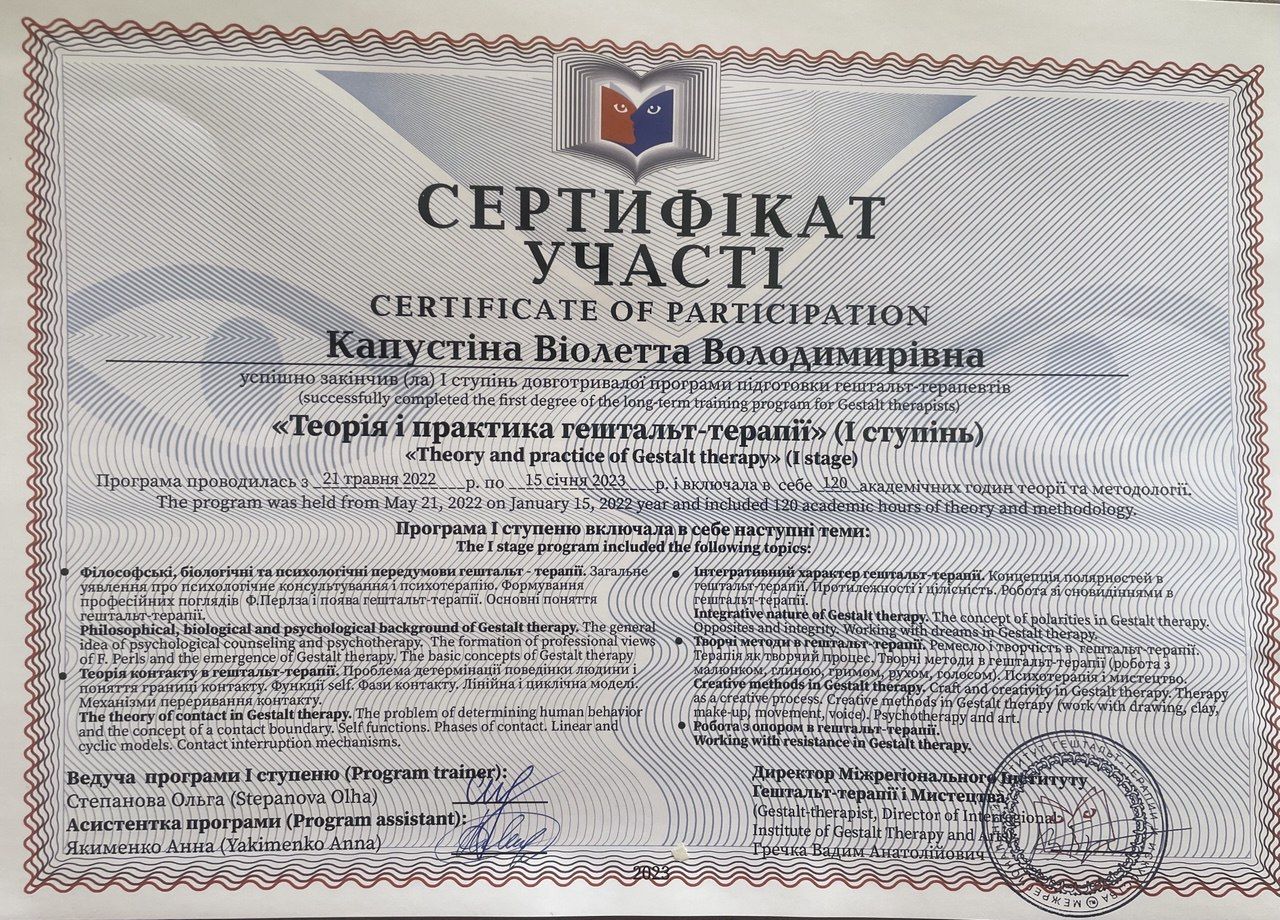 СЕРТИФІКАТ
УЧАСТІ
CERTIFICATE OF PARTICIPATION
Капустіна Віолетта Володимирівна
успішно закінчив (ла) І ступінь довготривалої програми підготовки гештальт-терапевтів
(successfully completed the first degree of the long-term training program for Gestalt therapists)
«Теорія і практика гештальт-терапії» (І ступінь)
«Theory and practice of Gestalt therapy» (I stage)
Програма проводилась з 21 травня 2022 р. по 15 січня 2023 р. і включала в себе 120 академічних годин теорії та методології.
The program was held from May 21, 2022 on January 15, 2022 year and included 120 academic hours of theory and methodology.
Програма І ступеню включала в себе наступні теми:
The I stage program included the following topics:
• Філософські, біологічні та психологічні передумови гештальт - терапії. Загальне
уявлення про психологічне консультування і психотерапію. Формування
професійних поглядів Ф.Перлза і поява гештальт-терапії. Основні поняття
гештальт-терапії.
Philosophical, biological and psychological background of Gestalt therapy. The general
idea of psychological counseling and psychotherapy. The formation of professional views
of F. Perls and the emergence of Gestalt therapy. The basic concepts of Gestalt therapy
• Теорія контакту в гештальт-терапії. Проблема детермінації поведінки людини і
поняття границі контакту. Функції self. Фази контакту. Лінійна і циклічна моделі.
Механізми переривання контакту.
The theory of contact in Gestalt therapy. The problem of determining human behavior
and the concept of a contact boundary. Self functions. Phases of contact. Linear and
cyclic models. Contact interruption mechanisms.
• Інтегративний характер гештальт-терапії. Концепція полярностей в
гештальт-терапії. Протилежності і цілісність. Робота зі сновидіннями в
гештальт-терапії.
Integrative nature of Gestalt therapy. The concept of polarities in Gestalt therapy.
Opposites and integrity. Working with dreams in Gestalt therapy.
• Творчі методи в гештальт-терапії. Ремесло і творчість в гештальт-терапії.
Терапія як творчий процес. Творчі методи в гештальт-терапії (робота з
малюнком, глиною, гримом, рухом, голосом). Психотерапія і мистецтво.
Creative methods in Gestalt therapy. Craft and creativity in Gestalt therapy. Therapy
as a creative process. Creative methods in Gestalt therapy (work with drawing, clay,
make-up, movement, voice). Psychotherapy and art.
• Робота з опором в гештальт-терапії.
Working with resistance in Gestalt therapy.
Ведуча програми І ступеню (Program trainer):
Степанова Ольга (Stepanova Olha)
Асистентка програми (Program assistant):
Якименко Анна (Yakimenko Anna)
Директор Міжрегіонального Інституту
Гештальт-терапії і Мистецтва
(Gestalt-therapist, Director of Interregional
Institute of Gestalt Therapy and Arts)
Гречка Вадим Анатолійович
2023